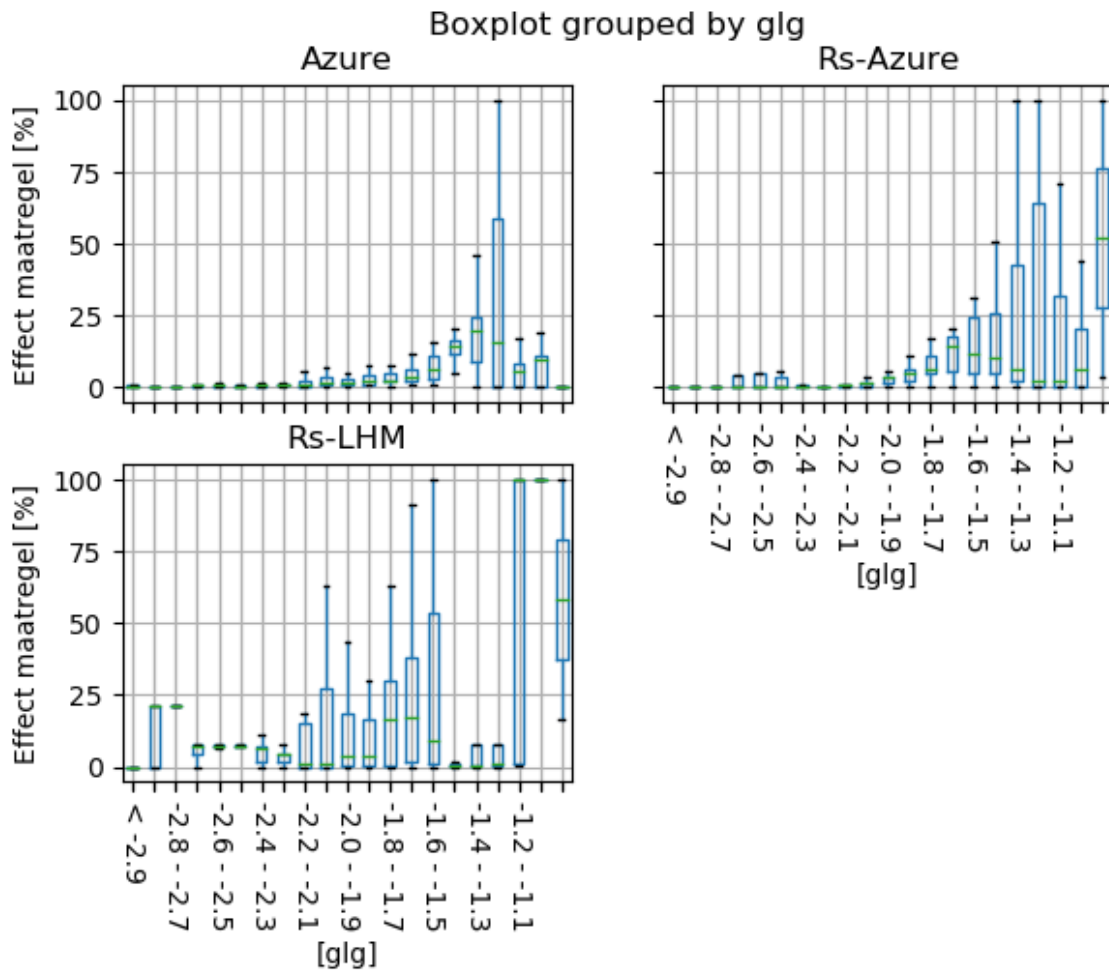 Boxplot grouped by glg
Azure
Rs-Azure
Effect maatregel [%]
100
75
50
25
0
< -2.9
-2.8 - -2.7
-2.6 - -2.5
-2.4 - -2.3
-2.2 - -2.1
-2.0 - -1.9
-1.8 - -1.7
-1.6 - -1.5
-1.4 - -1.3
-1.2 - -1.1
[glg]
Rs-LHM
Effect maatregel [%]
100
75
50
25
0
< -2.9
-2.8 - -2.7
-2.6 - -2.5
-2.4 - -2.3
-2.2 - -2.1
-2.0 - -1.9
-1.8 - -1.7
-1.6 - -1.5
-1.4 - -1.3
-1.2 - -1.1
[glg]